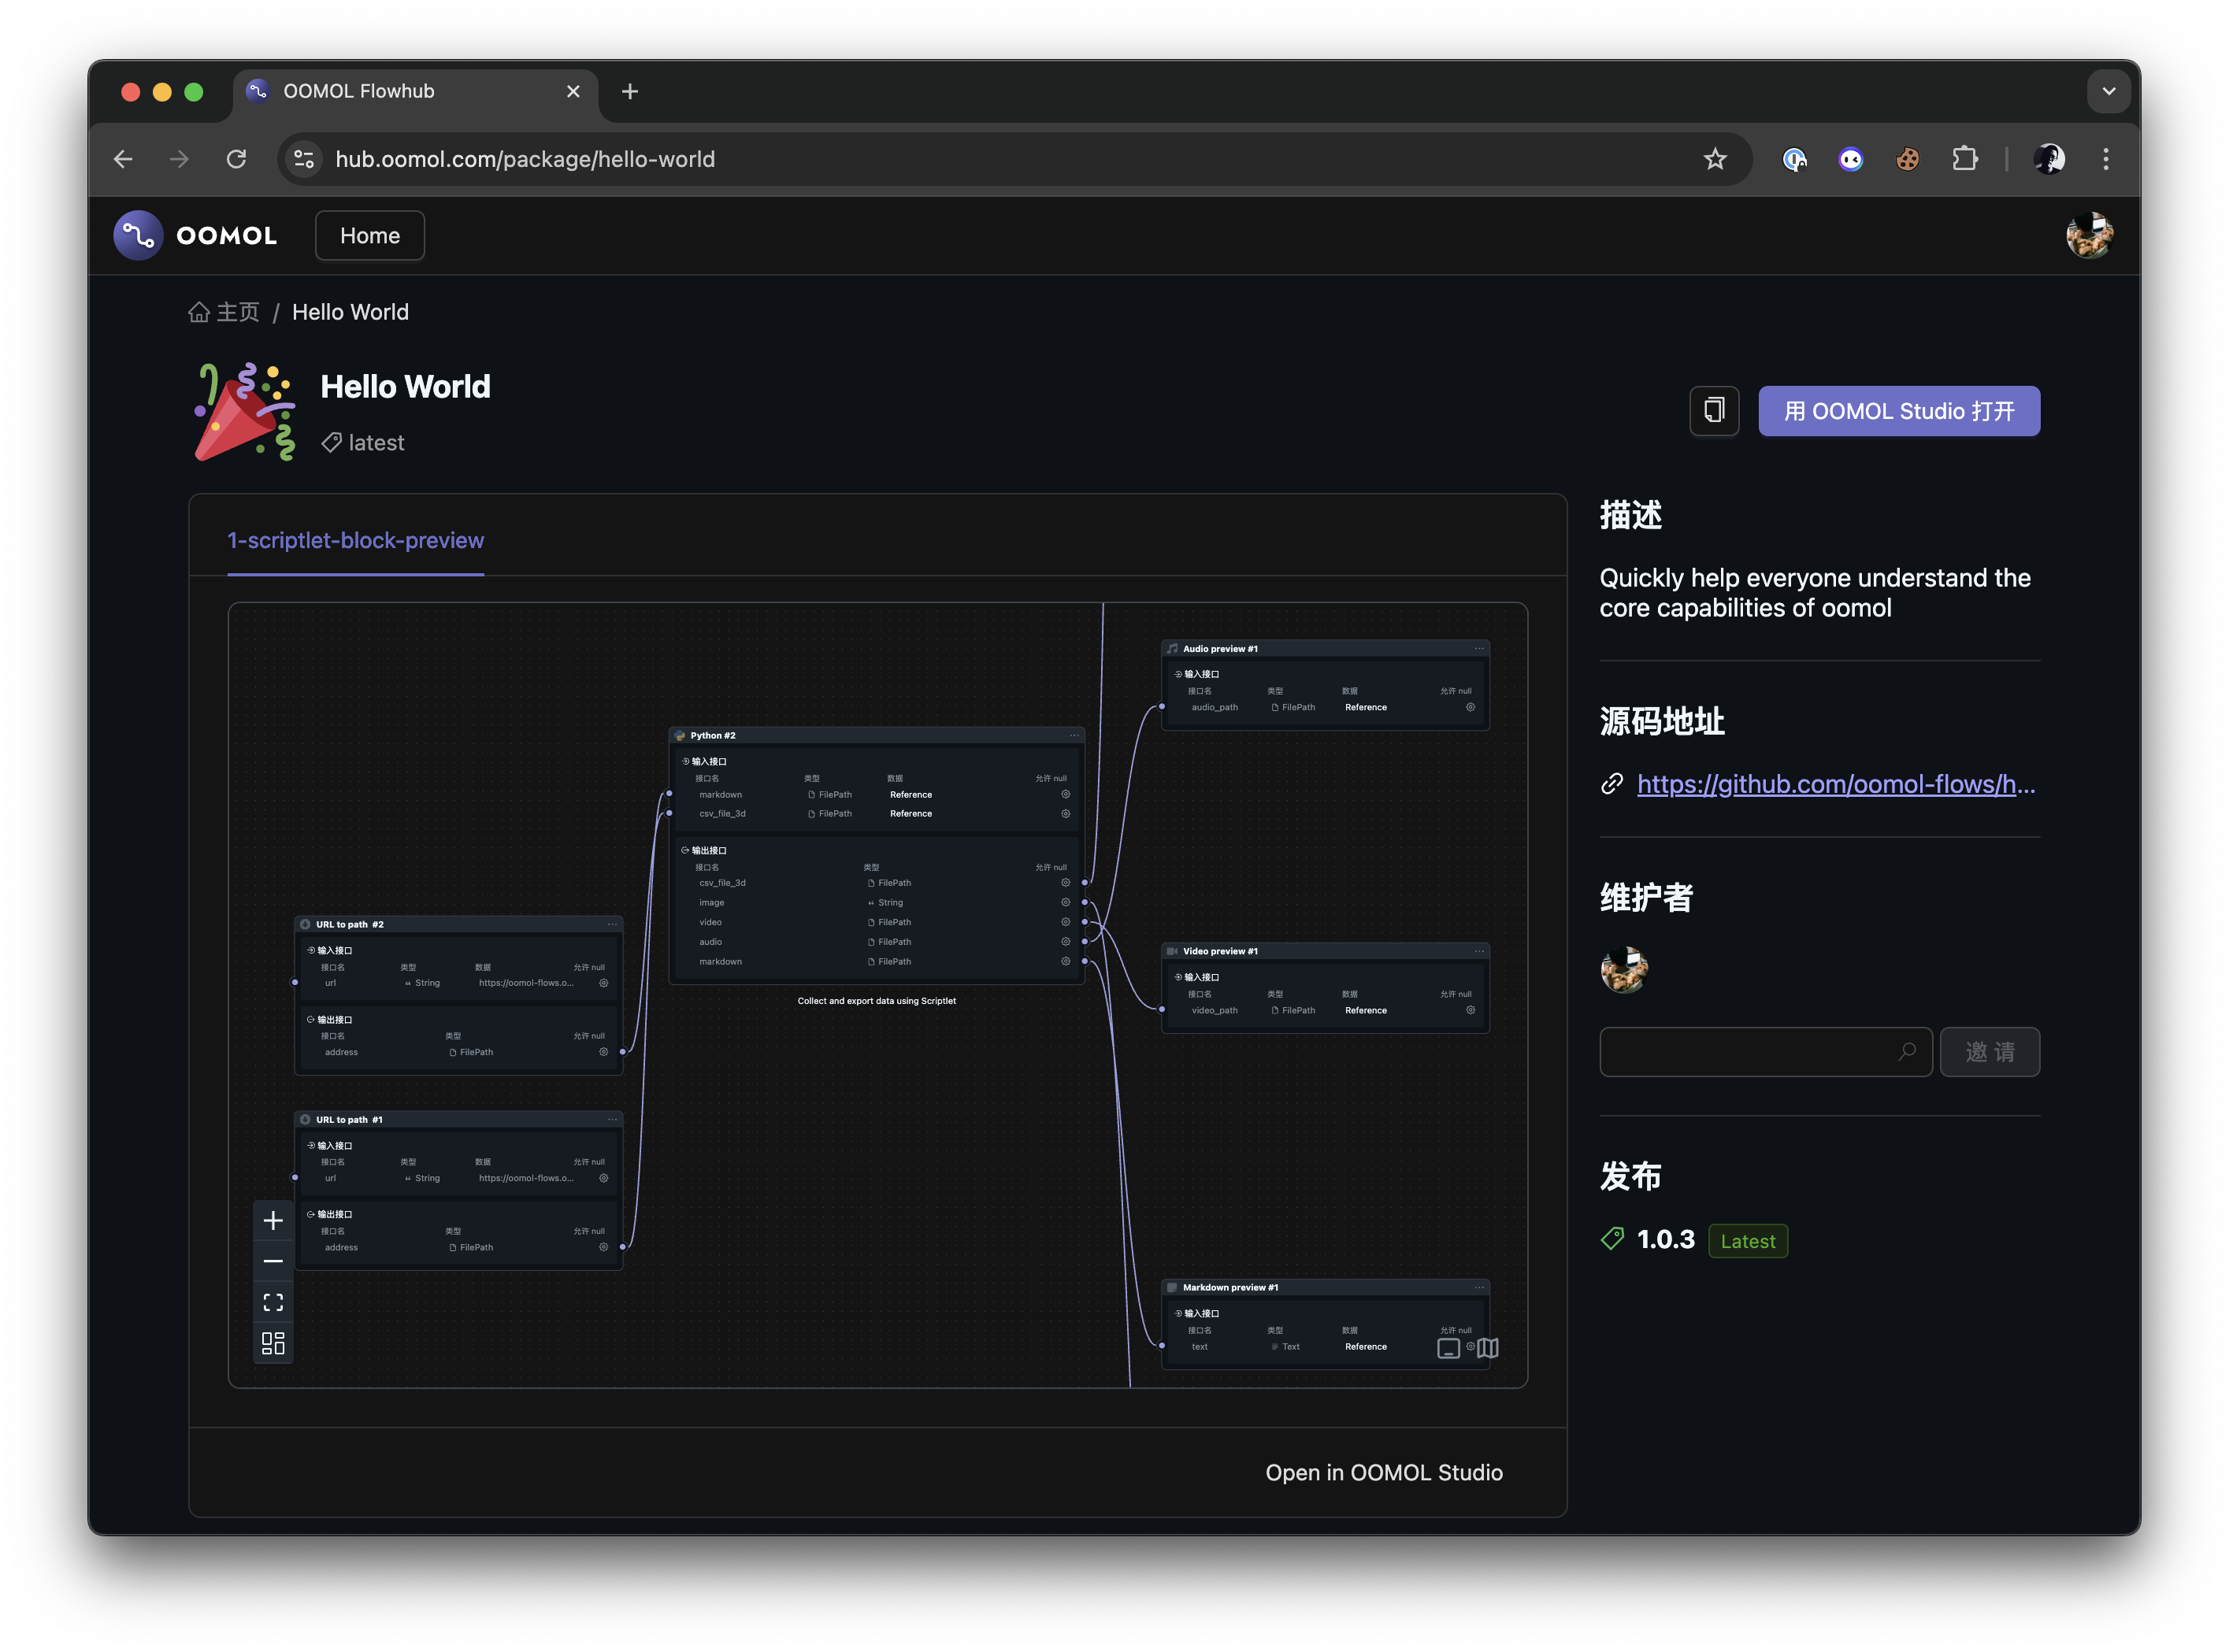 OOMOL Flowhub
hub.oomol.com/package/hello-world
OOMOL
Home
主页 / Hello World
Hello World
latest
用 OOMOL Studio 打开
1-scriptlet-block-preview
URL to path #2
输入接口
接口名 类型 数据 允许 null
url String https://oomol-flows.o...
输出接口
接口名 类型 允许 null
address FilePath
URL to path #1
输入接口
接口名 类型 数据 允许 null
url String https://oomol-flows.o...
输出接口
接口名 类型 允许 null
address FilePath
Python #2
输入接口
接口名 类型 数据 允许 null
markdown FilePath Reference
csv_file_3d FilePath Reference
输出接口
接口名 类型 允许 null
csv_file_3d FilePath
image String
video FilePath
audio FilePath
markdown FilePath
Collect and export data using Scriptlet
Audio preview #1
输入接口
接口名 类型 数据 允许 null
audio_path FilePath Reference
Video preview #1
输入接口
接口名 类型 数据 允许 null
video_path FilePath Reference
Markdown preview #1
输入接口
接口名 类型 数据 允许 null
text Text Reference
Open in OOMOL Studio
描述
Quickly help everyone understand the
core capabilities of oomol
源码地址
https://github.com/oomol-flows/h...
维护者
邀 请
发布
1.0.3 Latest